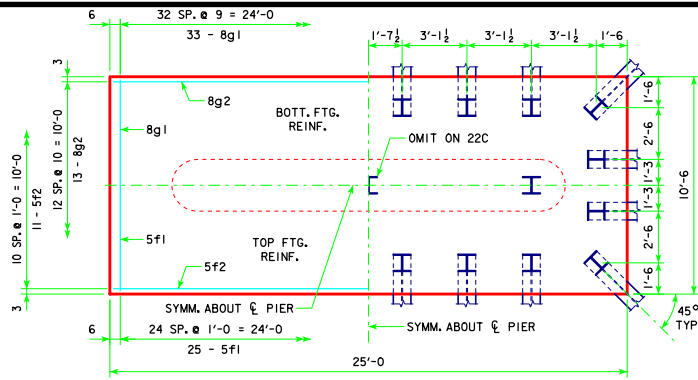 6
32 SP. @ 9 = 24'-0
33 - 8g1
1'-7½
3'-1½
3'-1½
3'-1½
1'-6
3
8g2
8g1
BOTT. FTG.
REINF.
OMIT ON 22C
10 SP. @ 1'-0 = 10'-0
11 - 5f2
12 SP. @ 10 = 10'-0
13 - 8g2
1'-6
2'-6
1'-3
1'-3
2'-6
1'-6
10'-6
5f1
TOP FTG.
REINF.
5f2
3
SYMM. ABOUT ℄ PIER
SYMM. ABOUT ℄ PIER
45°
TYP
6
24 SP. @ 1'-0 = 24'-0
25 - 5f1
25'-0